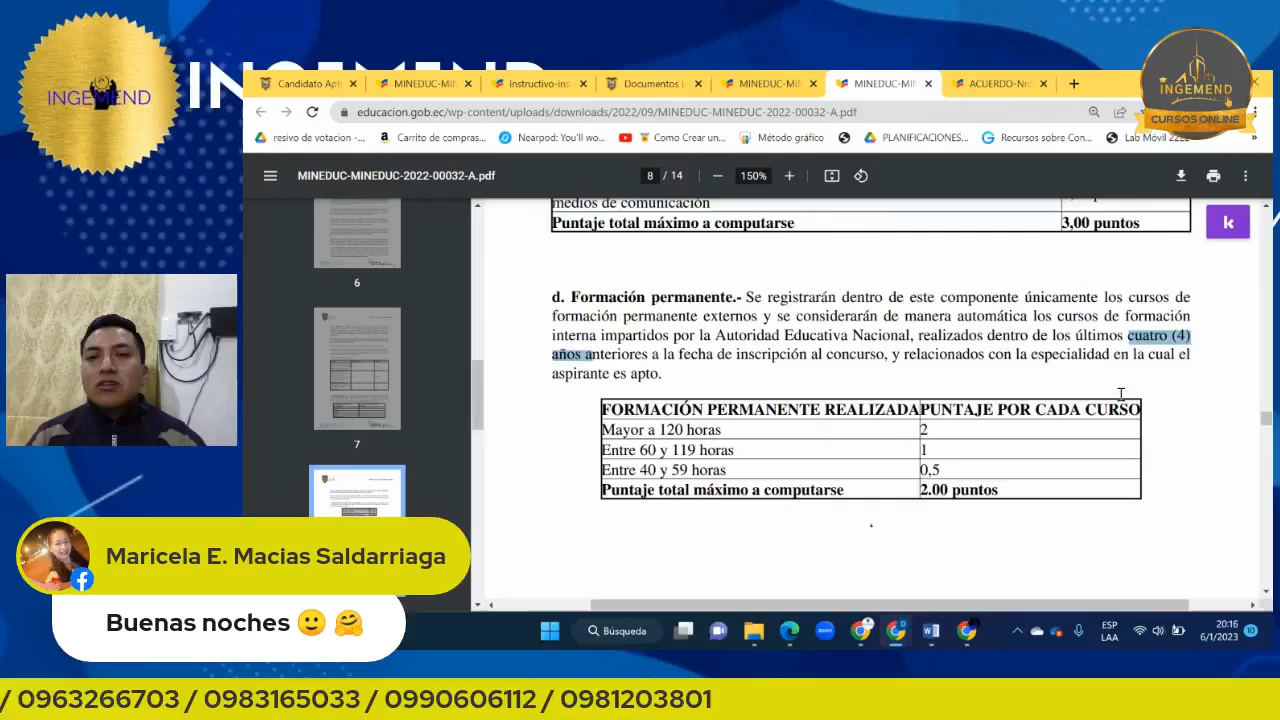 INGEMEND
INGEMEND
INGEMEND
CURSOS ONLINE
Candidato Apt
MINEDUC-MIN
Instructivo-ins
Documentos I
MINEDUC-MIN
MINEDUC-MIN
ACUERDO-Nro
educacion.gob.ec/wp-content/uploads/downloads/2022/09/MINEDUC-MINEDUC-2022-00032-A.pdf
resivo de votacion -...
Carrito de compras...
Nearpod: You'll wo...
Como Crear un...
Método gráfico
PLANIFICACIONES...
Recursos sobre Con...
Lab Móvil 2222
»
MINEDUC-MINEDUC-2022-00032-A.pdf
8 / 14
150%
k
6
7
medios de comunicación
Puntaje total máximo a computarse 3,00 puntos
d. Formación permanente.- Se registrarán dentro de este componente únicamente los cursos de
formación permanente externos y se considerarán de manera automática los cursos de formación
interna impartidos por la Autoridad Educativa Nacional, realizados dentro de los últimos cuatro (4)
años anteriores a la fecha de inscripción al concurso, y relacionados con la especialidad en la cual el
aspirante es apto.
FORMACIÓN PERMANENTE REALIZADA PUNTAJE POR CADA CURSO
Mayor a 120 horas 2
Entre 60 y 119 horas 1
Entre 40 y 59 horas 0,5
Puntaje total máximo a computarse 2.00 puntos
Maricela E. Macias Saldarriaga
Buenas noches 🙂 🤗
Búsqueda
zoom
ESP
LAA
20:16
6/1/2023
10
/ 0963266703 / 0983165033 / 0990606112 / 0981203801